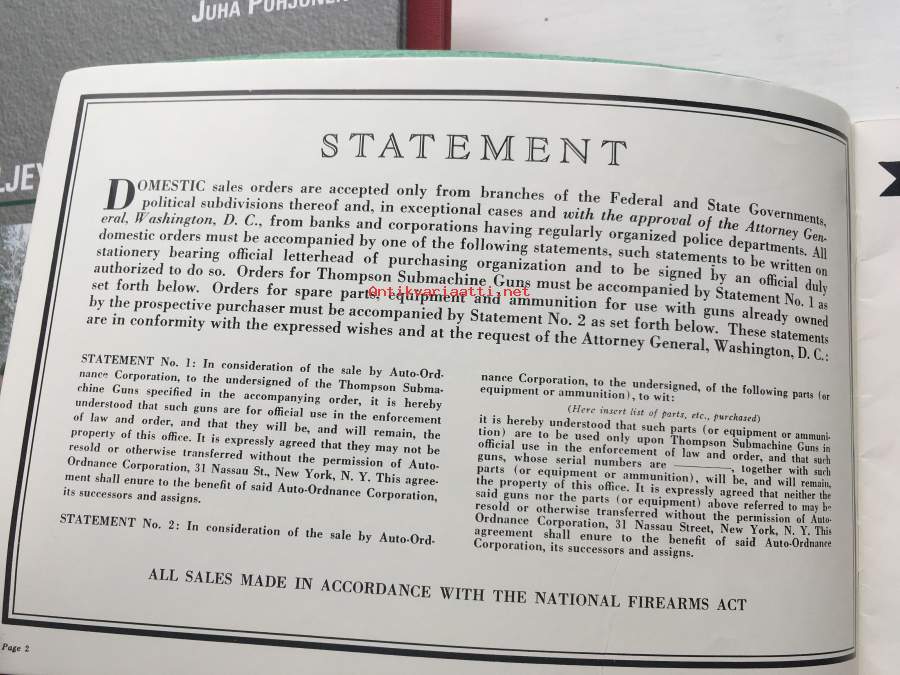 JUHA POHJONEN
LJEV
STATEMENT
DOMESTIC sales orders are accepted only from branches of the Federal and State Governments,
political subdivisions thereof and, in exceptional cases and with the approval of the Attorney Gen-
eral, Washington, D. C., from banks and corporations having regularly organized police departments. All
domestic orders must be accompanied by one of the following statements, such statements to be written on
stationery bearing official letterhead of purchasing organization and to be signed by an official duly
authorized to do so. Orders for Thompson Submachine Guns must be accompanied by Statement No. 1 as
set forth below. Orders for spare parts, equipment and ammunition for use with guns already owned
by the prospective purchaser must be accompanied by Statement No. 2 as set forth below. These statements
are in conformity with the expressed wishes and at the request of the Attorney General, Washington, D. C.:
Antikvariaatti.net
STATEMENT No. 1: In consideration of the sale by Auto-Ord-
nance Corporation, to the undersigned of the Thompson Subma-
chine Guns specified in the accompanying order, it is hereby
understood that such guns are for official use in the enforcement
of law and order, and that they will be, and will remain, the
property of this office. It is expressly agreed that they may not be
resold or otherwise transferred without the permission of Auto-
Ordnance Corporation, 31 Nassau St., New York, N. Y. This agree-
ment shall enure to the benefit of said Auto-Ordnance Corporation,
its successors and assigns.
STATEMENT No. 2: In consideration of the sale by Auto-Ord-
nance Corporation, to the undersigned, of the following parts (or
equipment or ammunition), to wit:
(Here insert list of parts, etc., purchased)
it is hereby understood that such parts (or equipment or ammuni-
tion) are to be used only upon Thompson Submachine Guns in
official use in the enforcement of law and order, and that such
guns, whose serial numbers are ________, together with such
parts (or equipment or ammunition), will be, and will remain,
the property of this office. It is expressly agreed that neither the
said guns nor the parts (or equipment) above referred to may be
resold or otherwise transferred without the permission of Auto-
Ordnance Corporation, 31 Nassau Street, New York, N. Y. This
agreement shall enure to the benefit of said Auto-Ordnance
Corporation, its successors and assigns.
ALL SALES MADE IN ACCORDANCE WITH THE NATIONAL FIREARMS ACT
Page 2